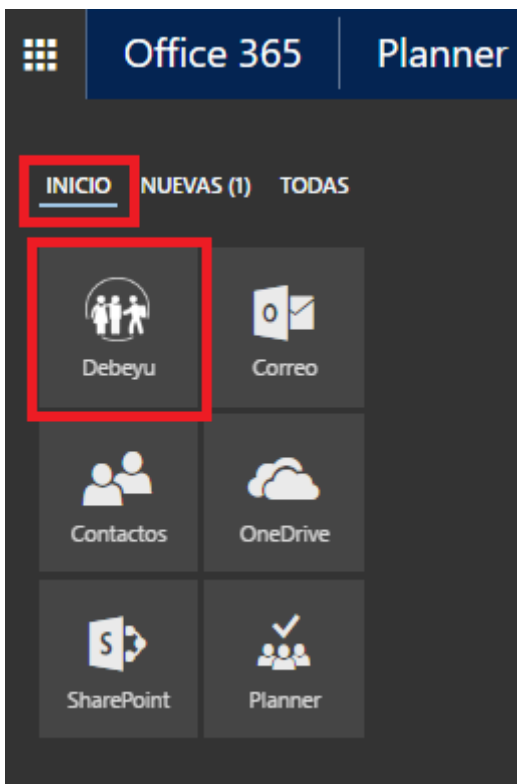 Office 365 Planner
INICIO NUEVAS (1) TODAS
Debeyu Correo
Contactos OneDrive
SharePoint Planner